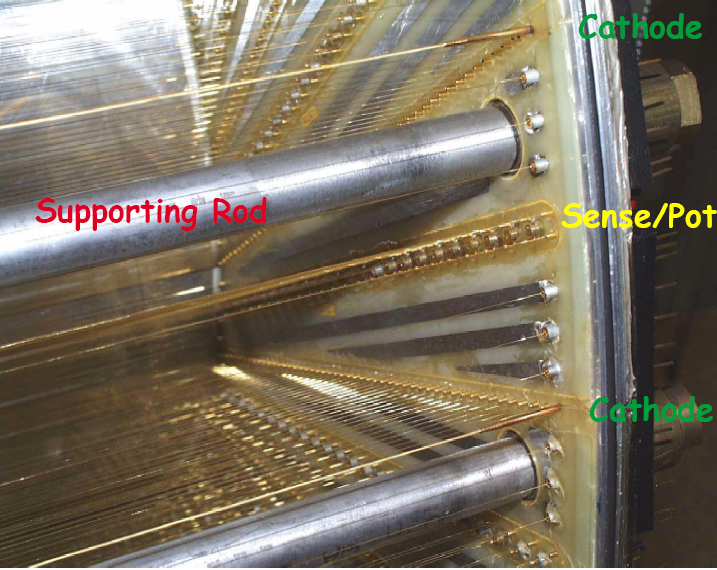 Cathode
Supporting Rod
Sense/Pot
Cathode